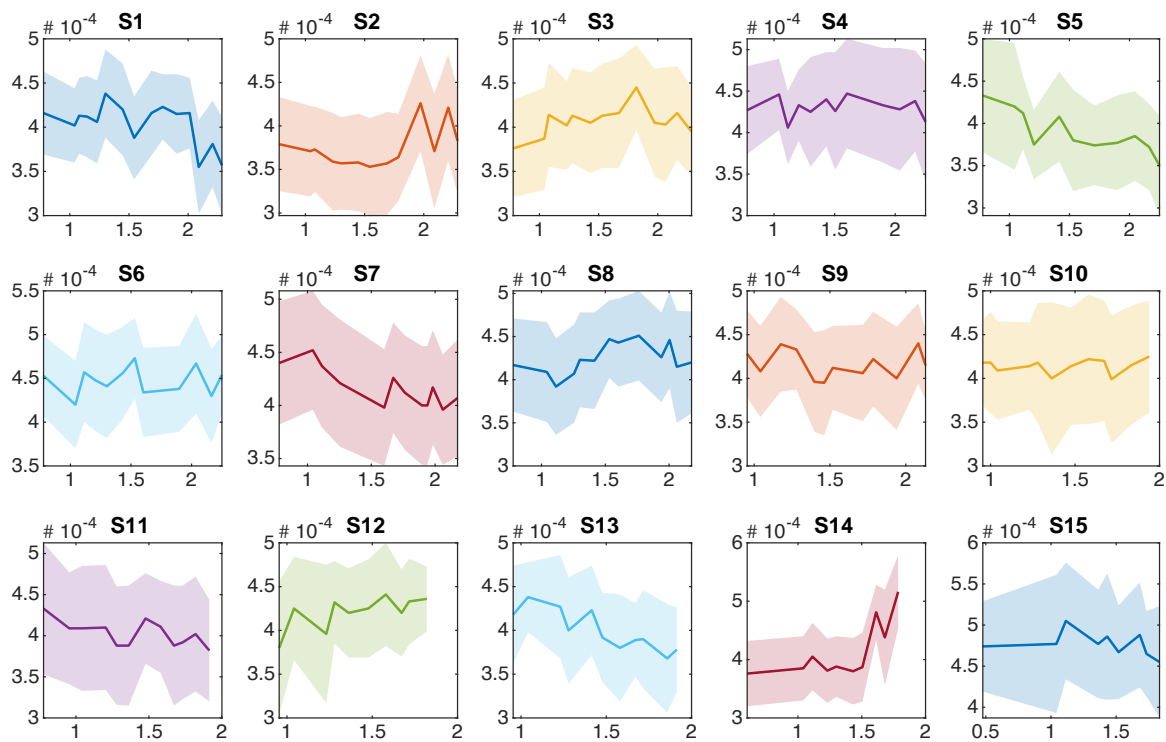 # 10^-4 S1 # 10^-4 S2 # 10^-4 S3 # 10^-4 S4 # 10^-4 S5
5 5 5 5 5
4.5 4.5 4.5 4.5 4.5
4 4 4 4 4
3.5 3.5 3.5 3.5 3.5
3 3 3 3 3
1 1.5 2 1 1.5 2 1 1.5 2 1 1.5 2 1 1.5 2
# 10^-4 S6 # 10^-4 S7 # 10^-4 S8 # 10^-4 S9 # 10^-4 S10
5.5 5 5 5 5
5 4.5 4.5 4.5 4.5
4.5 4 4 4 4
4 3.5 3.5 3.5 3.5
3.5 3 3 3
1 1.5 2 1 1.5 2 1 1.5 2 1 1.5 2 1 1.5 2
# 10^-4 S11 # 10^-4 S12 # 10^-4 S13 # 10^-4 S14 # 10^-4 S15
5 5 5 6 6
4.5 4.5 4.5 5 5.5
4 4 4 4 5
3.5 3.5 3.5 3 4.5
3 3 3 4
1 1.5 2 1 1.5 2 1 1.5 2 1 1.5 2 0.5 1 1.5